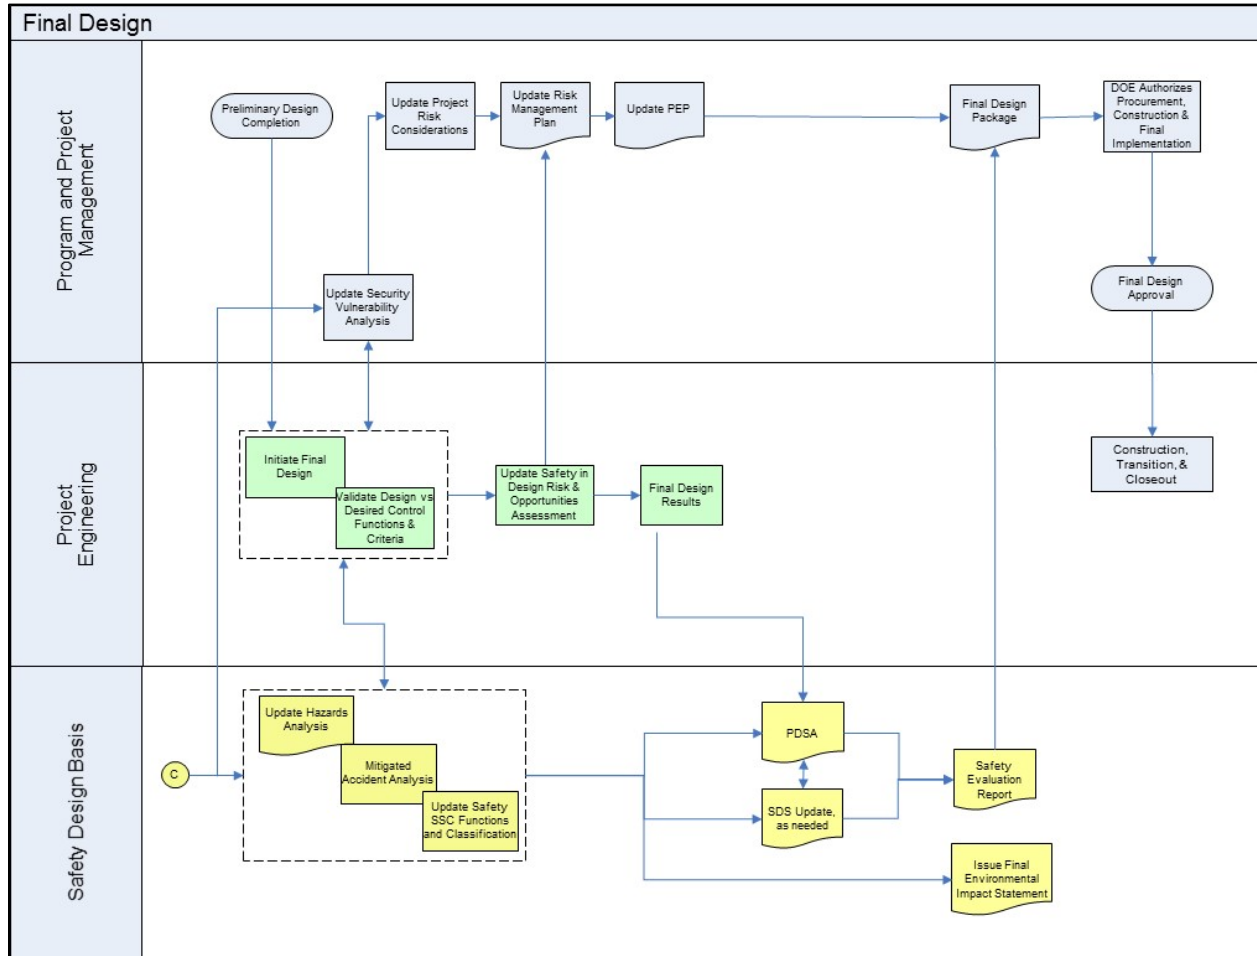 Final Design
Program and Project
Management
Preliminary Design
Completion
Update Project
Risk
Considerations
Update Risk
Management
Plan
Update PEP
Final Design
Package
DOE Authorizes
Procurement,
Construction &
Final
Implementation
Update Security
Vulnerability
Analysis
Final Design
Approval
Project
Engineering
Initiate Final
Design
Validate Design vs
Desired Control
Functions &
Criteria
Update Safety in
Design Risk &
Opportunities
Assessment
Final Design
Results
Construction,
Transition, &
Closeout
Safety Design Basis
C
Update Hazards
Analysis
Mitigated
Accident Analysis
Update Safety
SSC Functions
and Classification
PDSA
SDS Update,
as needed
Safety
Evaluation
Report
Issue Final
Environmental
Impact Statement